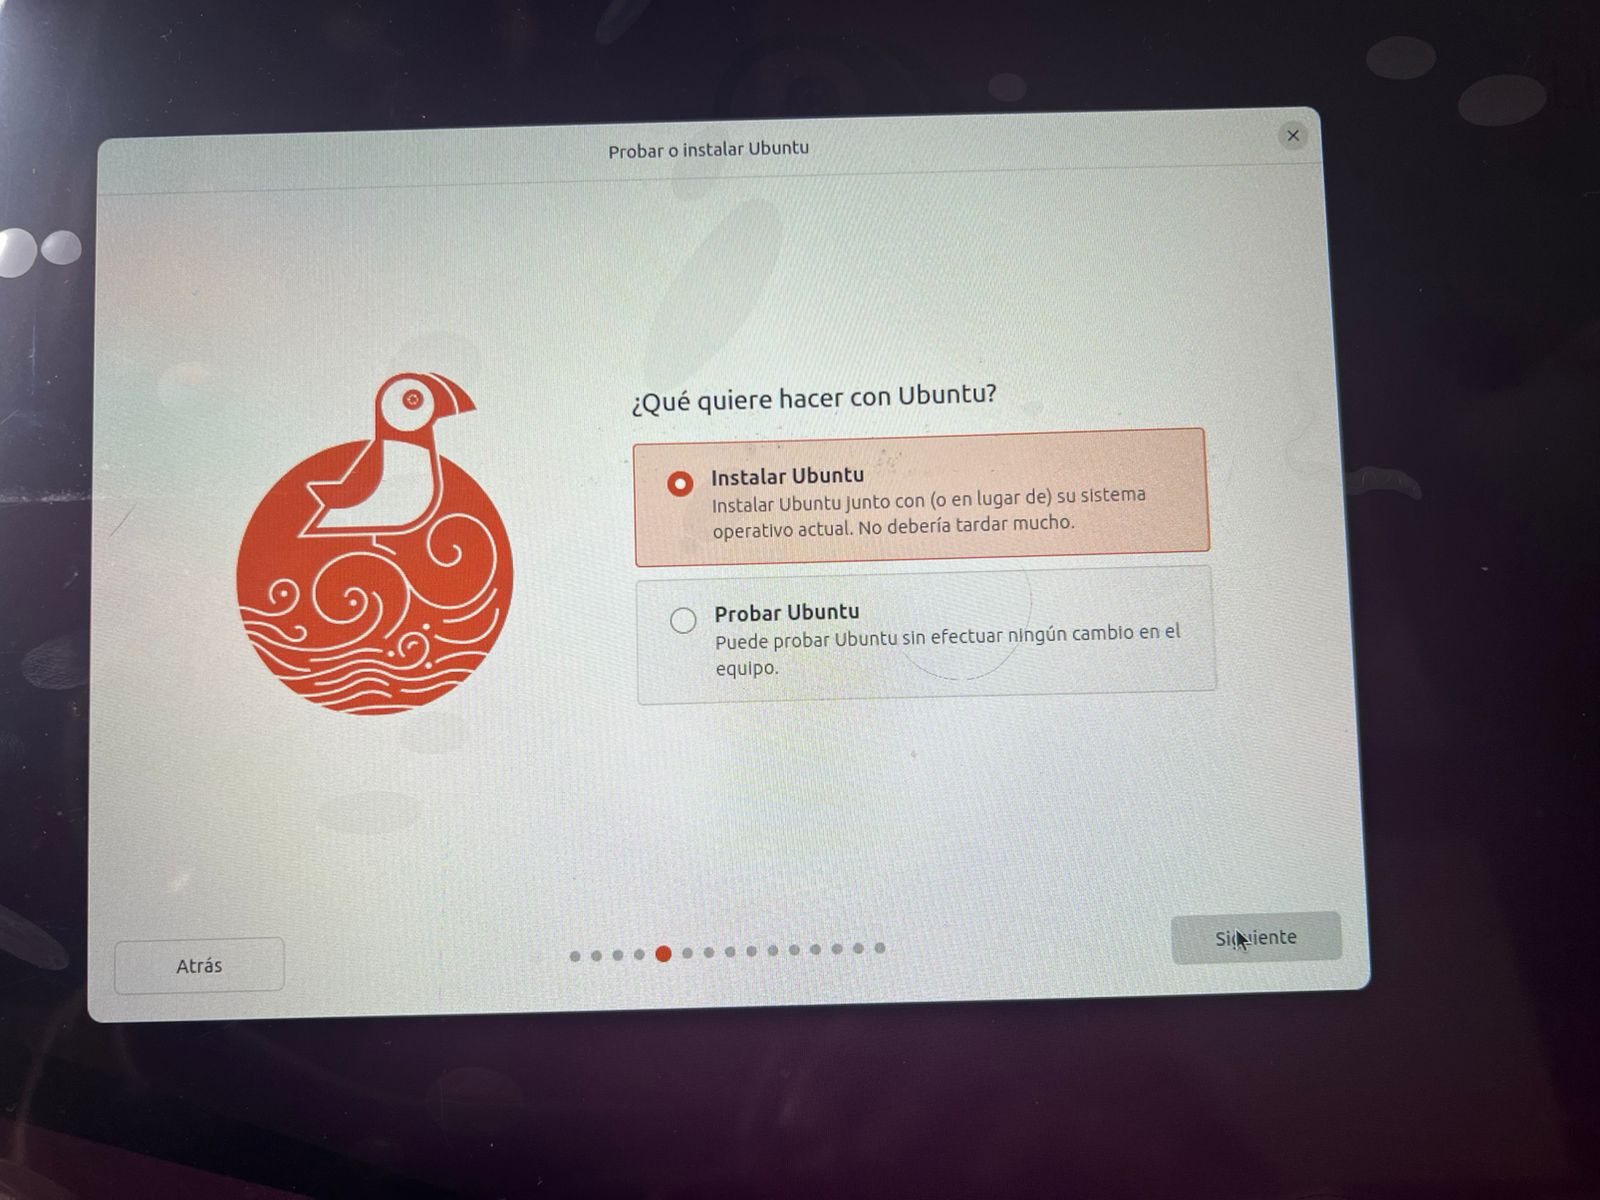 Probar o instalar Ubuntu
¿Qué quiere hacer con Ubuntu?
Instalar Ubuntu
Instalar Ubuntu junto con (o en lugar de) su sistema
operativo actual. No debería tardar mucho.
Probar Ubuntu
Puede probar Ubuntu sin efectuar ningún cambio en el
equipo.
Atrás
Siguiente